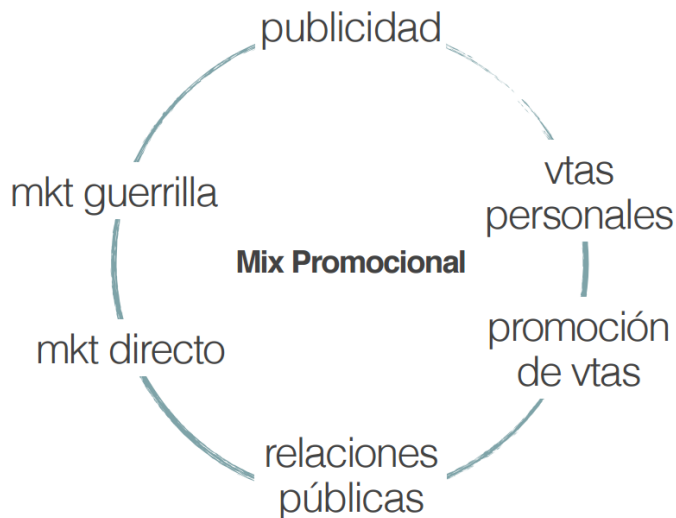 publicidad
vtas
personales
mkt guerrilla
Mix Promocional
promoción
de vtas
mkt directo
relaciones
públicas